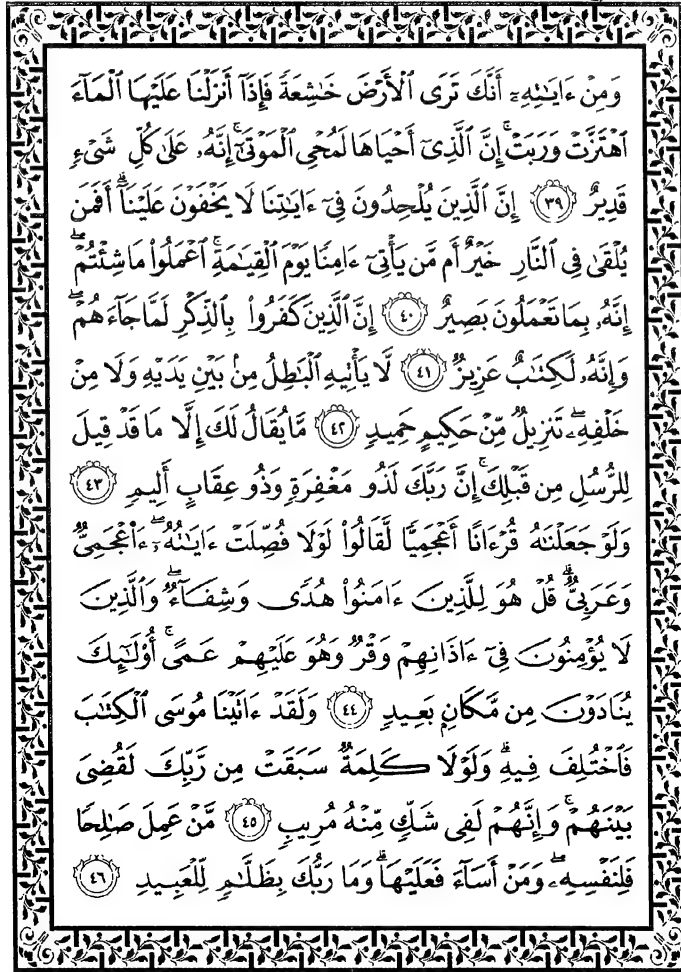 وَمِنْ ءَايَـٰتِهِۦٓ أَنَّكَ تَرَى ٱلْأَرْضَ خَـٰشِعَةً فَإِذَآ أَنزَلْنَا عَلَيْهَا ٱلْمَآءَ
ٱهْتَزَّتْ وَرَبَتْ ۚ إِنَّ ٱلَّذِىٓ أَحْيَاهَا لَمُحْىِ ٱلْمَوْتَىٰٓ ۚ إِنَّهُۥ عَلَىٰ كُلِّ شَىْءٍ
قَدِيرٌ ﴿٣٩﴾ إِنَّ ٱلَّذِينَ يُلْحِدُونَ فِىٓ ءَايَـٰتِنَا لَا يَخْفَوْنَ عَلَيْنَآ ۗ أَفَمَن
يُلْقَىٰ فِى ٱلنَّارِ خَيْرٌ أَم مَّن يَأْتِىٓ ءَامِنًا يَوْمَ ٱلْقِيَـٰمَةِ ۚ ٱعْمَلُوا۟ مَا شِئْتُمْ ۖ
إِنَّهُۥ بِمَا تَعْمَلُونَ بَصِيرٌ ﴿٤٠﴾ إِنَّ ٱلَّذِينَ كَفَرُوا۟ بِٱلذِّكْرِ لَمَّا جَآءَهُمْ ۖ
وَإِنَّهُۥ لَكِتَـٰبٌ عَزِيزٌ ﴿٤١﴾ لَّا يَأْتِيهِ ٱلْبَـٰطِلُ مِنۢ بَيْنِ يَدَيْهِ وَلَا مِنْ
خَلْفِهِۦ ۖ تَنزِيلٌ مِّنْ حَكِيمٍ حَمِيدٍ ﴿٤٢﴾ مَّا يُقَالُ لَكَ إِلَّا مَا قَدْ قِيلَ
لِلرُّسُلِ مِن قَبْلِكَ ۚ إِنَّ رَبَّكَ لَذُو مَغْفِرَةٍ وَذُو عِقَابٍ أَلِيمٍ ﴿٤٣﴾
وَلَوْ جَعَلْنَـٰهُ قُرْءَانًا أَعْجَمِيًّا لَّقَالُوا۟ لَوْلَا فُصِّلَتْ ءَايَـٰتُهُۥٓ ۖ ءَا۬عْجَمِىٌّ
وَعَرَبِىٌّ ۗ قُلْ هُوَ لِلَّذِينَ ءَامَنُوا۟ هُدًى وَشِفَآءٌ ۖ وَٱلَّذِينَ
لَا يُؤْمِنُونَ فِىٓ ءَاذَانِهِمْ وَقْرٌ وَهُوَ عَلَيْهِمْ عَمًى ۚ أُو۟لَـٰٓئِكَ
يُنَادَوْنَ مِن مَّكَانٍۭ بَعِيدٍ ﴿٤٤﴾ وَلَقَدْ ءَاتَيْنَا مُوسَى ٱلْكِتَـٰبَ
فَٱخْتُلِفَ فِيهِ ۗ وَلَوْلَا كَلِمَةٌ سَبَقَتْ مِن رَّبِّكَ لَقُضِىَ
بَيْنَهُمْ ۚ وَإِنَّهُمْ لَفِى شَكٍّ مِّنْهُ مُرِيبٍ ﴿٤٥﴾ مَّنْ عَمِلَ صَـٰلِحًا
فَلِنَفْسِهِۦ ۖ وَمَنْ أَسَآءَ فَعَلَيْهَا ۗ وَمَا رَبُّكَ بِظَلَّـٰمٍ لِّلْعَبِيدِ ﴿٤٦﴾